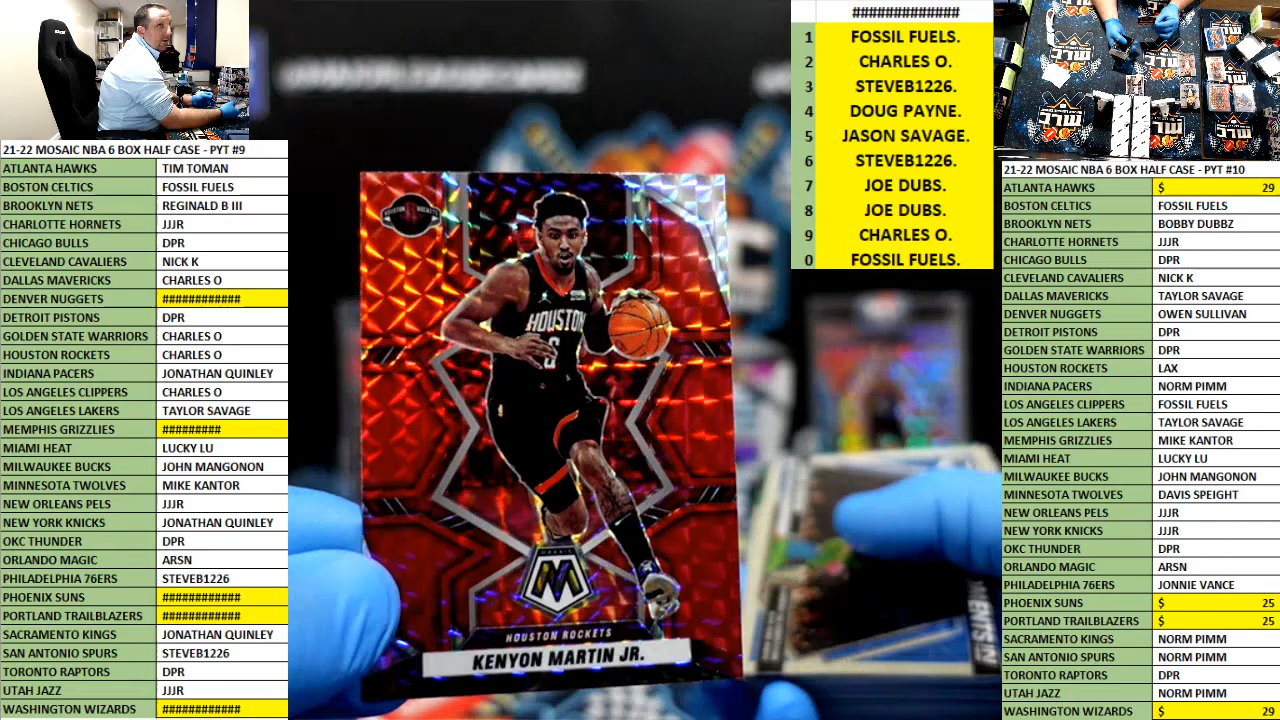 21-22 MOSAIC NBA 6 BOX HALF CASE - PYT #9
ATLANTA HAWKS TIM TOMAN
BOSTON CELTICS FOSSIL FUELS
BROOKLYN NETS REGINALD B III
CHARLOTTE HORNETS JJJR
CHICAGO BULLS DPR
CLEVELAND CAVALIERS NICK K
DALLAS MAVERICKS CHARLES O
DENVER NUGGETS ############
DETROIT PISTONS DPR
GOLDEN STATE WARRIORS CHARLES O
HOUSTON ROCKETS CHARLES O
INDIANA PACERS JONATHAN QUINLEY
LOS ANGELES CLIPPERS CHARLES O
LOS ANGELES LAKERS TAYLOR SAVAGE
MEMPHIS GRIZZLIES #########
MIAMI HEAT LUCKY LU
MILWAUKEE BUCKS JOHN MANGONON
MINNESOTA TWOLVES MIKE KANTOR
NEW ORLEANS PELS JJJR
NEW YORK KNICKS JONATHAN QUINLEY
OKC THUNDER DPR
ORLANDO MAGIC ARSN
PHILADELPHIA 76ERS STEVEB1226
PHOENIX SUNS ############
PORTLAND TRAILBLAZERS ############
SACRAMENTO KINGS JONATHAN QUINLEY
SAN ANTONIO SPURS STEVEB1226
TORONTO RAPTORS DPR
UTAH JAZZ JJJR
WASHINGTON WIZARDS ############
HOUSTON ROCKETS
HOUSTON
6
MOSAIC
HOUSTON ROCKETS
KENYON MARTIN JR.
#############
1 FOSSIL FUELS.
2 CHARLES O.
3 STEVEB1226.
4 DOUG PAYNE.
5 JASON SAVAGE.
6 STEVEB1226.
7 JOE DUBS.
8 JOE DUBS.
9 CHARLES O.
0 FOSSIL FUELS.
MLC
MLC
MLC
MLC
21-22 MOSAIC NBA 6 BOX HALF CASE - PYT #10
ATLANTA HAWKS $ 29
BOSTON CELTICS FOSSIL FUELS
BROOKLYN NETS BOBBY DUBBZ
CHARLOTTE HORNETS JJJR
CHICAGO BULLS DPR
CLEVELAND CAVALIERS NICK K
DALLAS MAVERICKS TAYLOR SAVAGE
DENVER NUGGETS OWEN SULLIVAN
DETROIT PISTONS DPR
GOLDEN STATE WARRIORS DPR
HOUSTON ROCKETS LAX
INDIANA PACERS NORM PIMM
LOS ANGELES CLIPPERS FOSSIL FUELS
LOS ANGELES LAKERS TAYLOR SAVAGE
MEMPHIS GRIZZLIES MIKE KANTOR
MIAMI HEAT LUCKY LU
MILWAUKEE BUCKS JOHN MANGONON
MINNESOTA TWOLVES DAVIS SPEIGHT
NEW ORLEANS PELS JJJR
NEW YORK KNICKS JJJR
OKC THUNDER DPR
ORLANDO MAGIC ARSN
PHILADELPHIA 76ERS JONNIE VANCE
PHOENIX SUNS $ 25
PORTLAND TRAILBLAZERS $ 25
SACRAMENTO KINGS NORM PIMM
SAN ANTONIO SPURS NORM PIMM
TORONTO RAPTORS DPR
UTAH JAZZ NORM PIMM
WASHINGTON WIZARDS $ 29